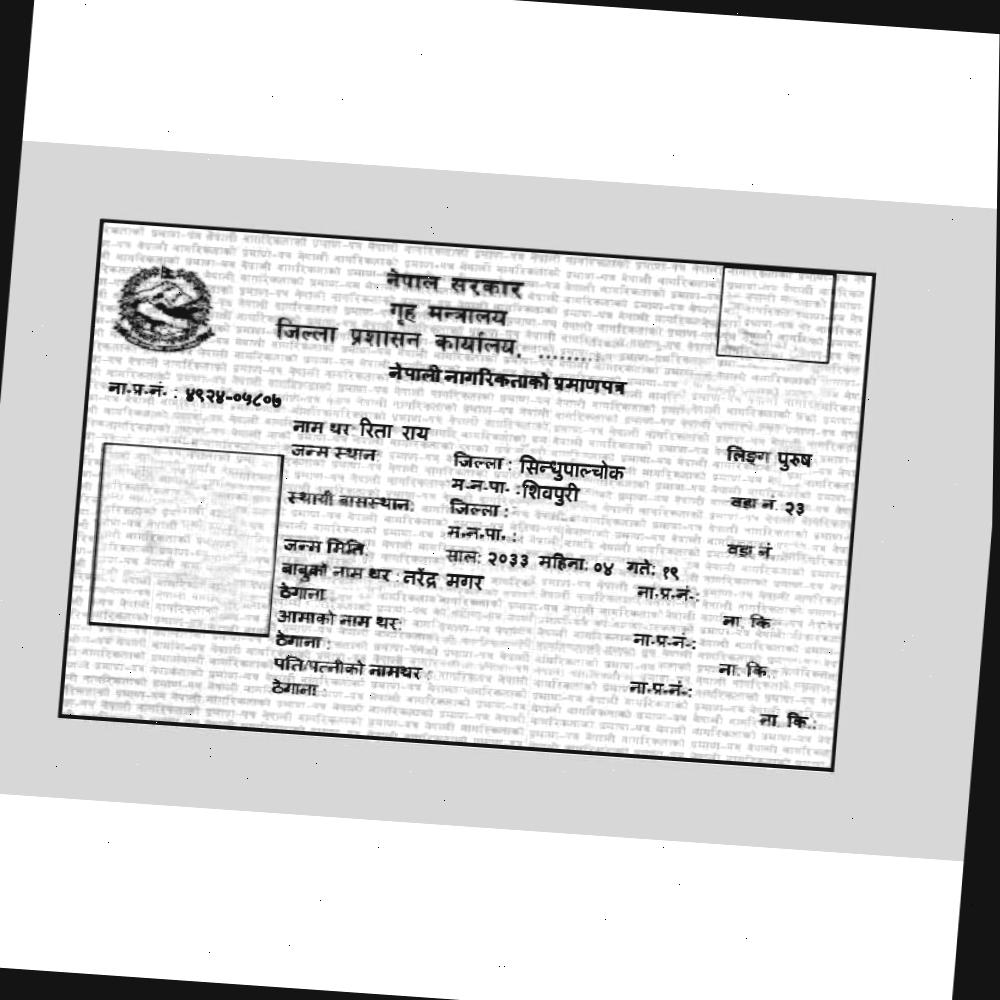 नेपाल सरकार
गृह मन्त्रालय
जिल्ला प्रशासन कार्यालय, .........
नेपाली नागरिकताको प्रमाणपत्र
ना.प्र.नं. : ४९२४-०५८०७
नाम थर: रिता राय
लिङ्ग पुरुष
जन्म स्थान: जिल्ला : सिन्धुपाल्चोक
म.न.पा. :शिवपुरी वडा नं. २३
स्थायी बासस्थान: जिल्ला :
म.न.पा. : वडा नं
जन्म मिति: साल: २०३३ महिना: ०४ गते: १९
बाबुको नाम थर : नरेंद्र मगर ना.प्र.नं.:
ठेगाना ना. कि.
आमाको नाम थर: ना.प्र.नं.:
ठेगाना : ना. कि.:
पति/पत्नीको नामथर : ना.प्र.नं.:
ठेगाना : ना. कि.: